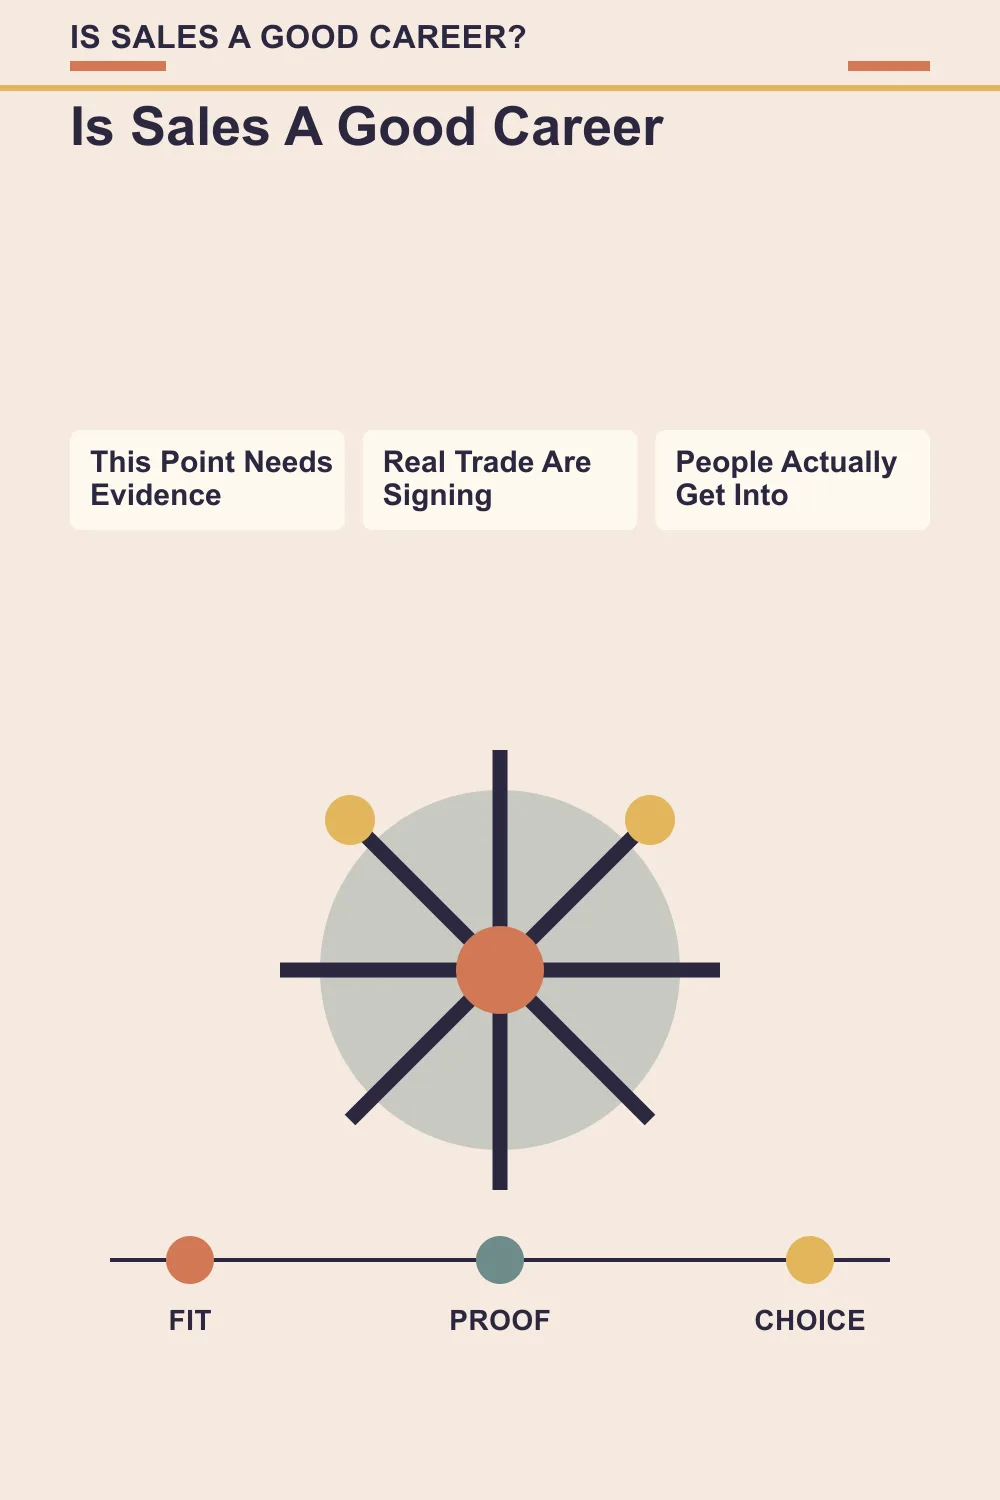 IS SALES A GOOD CAREER?
Is Sales A Good Career
This Point Needs
Evidence
Real Trade Are
Signing
People Actually
Get Into
FIT
PROOF
CHOICE